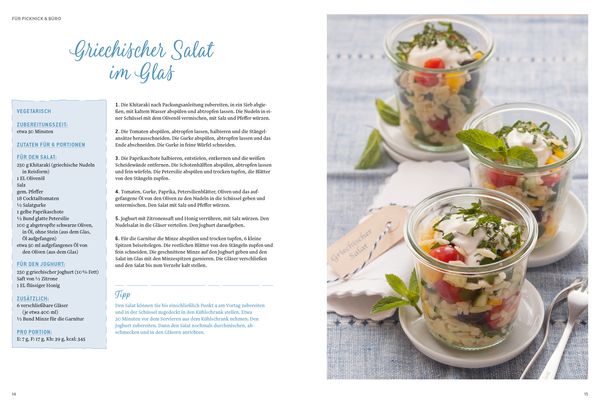 FÜR PICKNICK & BÜRO
Griechischer Salat
im Glas
VEGETARISCH
ZUBEREITUNGSZEIT:
etwa 50 Minuten
ZUTATEN FÜR 6 PORTIONEN
FÜR DEN SALAT:
250 g Khitaraki (griechische Nudeln
in Reisform)
1 EL Olivenöl
Salz
gem. Pfeffer
18 Cocktailtomaten
½ Salatgurke
1 gelbe Paprikaschote
½ Bund glatte Petersilie
100 g abgetropfte schwarze Oliven,
in Öl, ohne Stein (aus dem Glas,
Öl auffangen)
etwa 50 ml aufgefangenes Öl von
den Oliven (aus dem Glas)
FÜR DEN JOGHURT:
250 g griechischer Joghurt (10 % Fett)
Saft von ½ Zitrone
1 EL flüssiger Honig
ZUSÄTZLICH:
6 verschließbare Gläser
(je etwa 400 ml)
½ Bund Minze für die Garnitur
PRO PORTION:
E: 7 g, F: 17 g, Kh: 39 g, kcal: 345
1. Die Khitaraki nach Packungsanleitung zubereiten, in ein Sieb abgie-
ßen, mit kaltem Wasser abspülen und abtropfen lassen. Die Nudeln in ei-
ner Schüssel mit dem Olivenöl vermischen, mit Salz und Pfeffer würzen.
2. Die Tomaten abspülen, abtropfen lassen, halbieren und die Stängel-
ansätze herausschneiden. Die Gurke abspülen, abtrocknen und das
Ende abschneiden. Die Gurke in feine Würfel schneiden.
3. Die Paprikaschote halbieren, entstielen, entkernen und die weißen
Scheidewände entfernen. Die Schotenhälften abspülen, abtropfen lassen
und fein würfeln. Die Petersilie abspülen und trocken tupfen, die Blätter
von den Stängeln zupfen.
4. Tomaten, Gurke, Paprika, Petersilienblätter, Oliven und das auf-
gefangene Öl von den Oliven zu den Nudeln in die Schüssel geben und
untermischen. Den Salat mit Salz und Pfeffer würzen.
5. Joghurt mit Zitronensaft und Honig verrühren, mit Salz würzen. Den
Nudelsalat in die Gläser verteilen. Den Joghurt daraufgeben.
6. Für die Garnitur die Minze abspülen und trocken tupfen, 6 kleine
Spitzen beiseitelegen. Die restlichen Blätter von den Stängeln zupfen und
fein schneiden. Die geschnittene Minze auf den Joghurt geben und den
Salat im Glas mit den Minzespitzen garnieren. Die Gläser verschließen
und den Salat bis zum Verzehr kalt stellen.
Tipp
Den Salat können Sie bis einschließlich Punkt 4 am Vortag zubereiten
und in der Schüssel zugedeckt in den Kühlschrank stellen. Etwa
20 Minuten vor dem Servieren aus dem Kühlschrank nehmen. Den
Joghurt zubereiten. Dann den Salat nochmals durchmischen, ab-
schmecken und in den Gläsern anrichten.
14
Griechischer
Salat
15